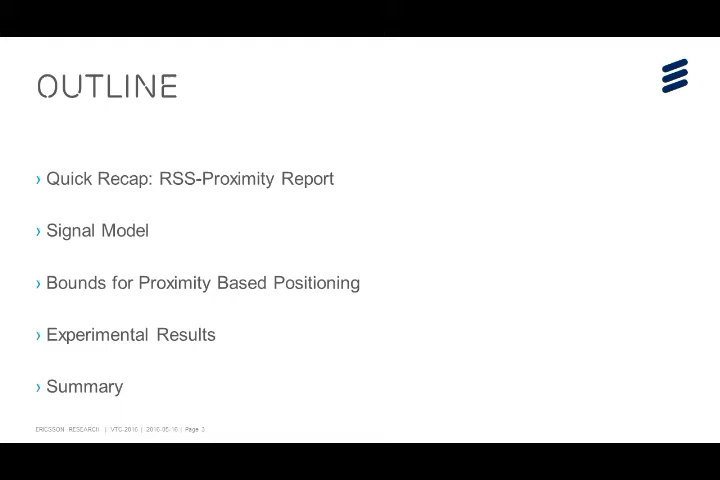 OUTLINE
› Quick Recap: RSS-Proximity Report
› Signal Model
› Bounds for Proximity Based Positioning
› Experimental Results
› Summary
ERICSSON RESEARCH | VTC-2016 | 2016-05-16 | Page